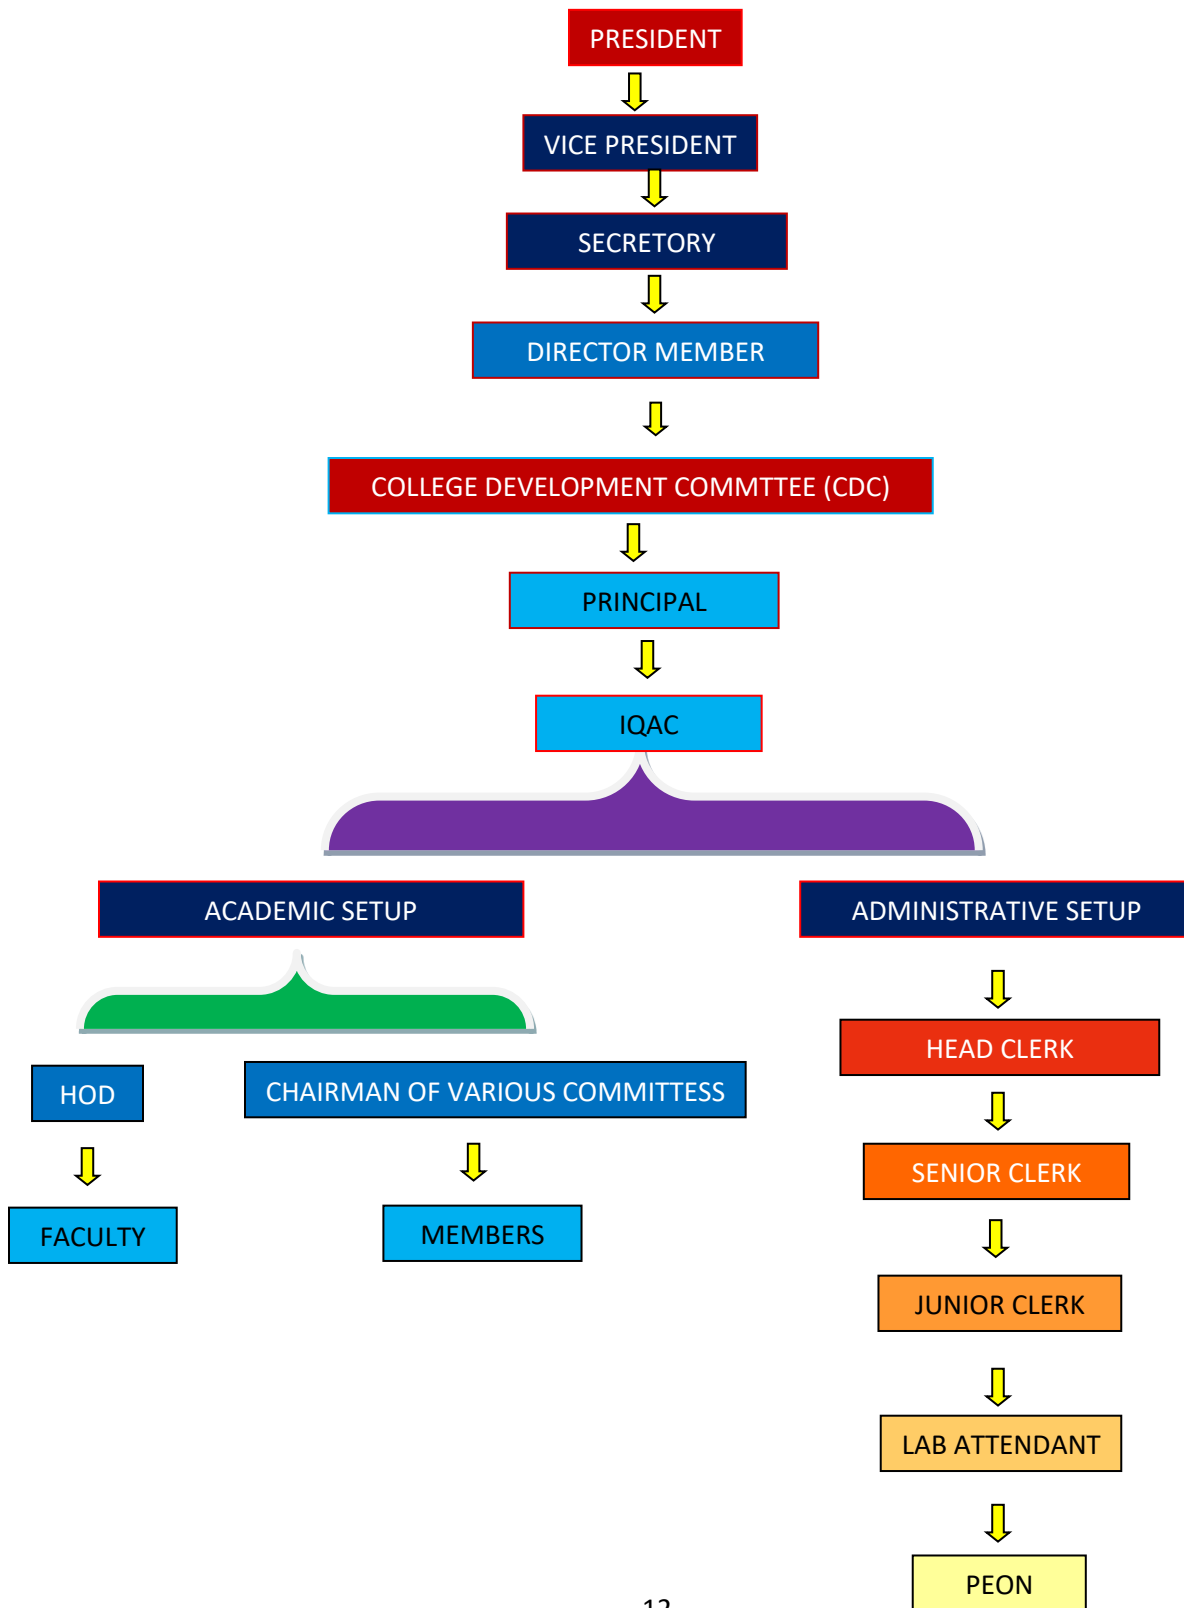 PRESIDENT
VICE PRESIDENT
SECRETORY
DIRECTOR MEMBER
COLLEGE DEVELOPMENT COMMTTEE (CDC)
PRINCIPAL
IQAC
ACADEMIC SETUP
ADMINISTRATIVE SETUP
HEAD CLERK
HOD
CHAIRMAN OF VARIOUS COMMITTESS
SENIOR CLERK
FACULTY
MEMBERS
JUNIOR CLERK
LAB ATTENDANT
PEON
12